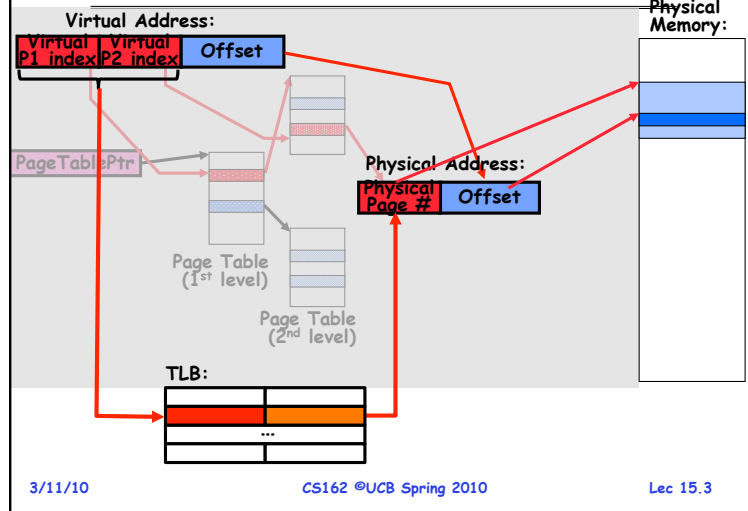 Virtual Address:
Physical
Memory:
Virtual
P1 index
Virtual
P2 index
Offset
PageTablePtr
Physical Address:
Physical
Page #
Offset
Page Table
(1st level)
Page Table
(2nd level)
TLB:
...
3/11/10
CS162 ©UCB Spring 2010
Lec 15.3